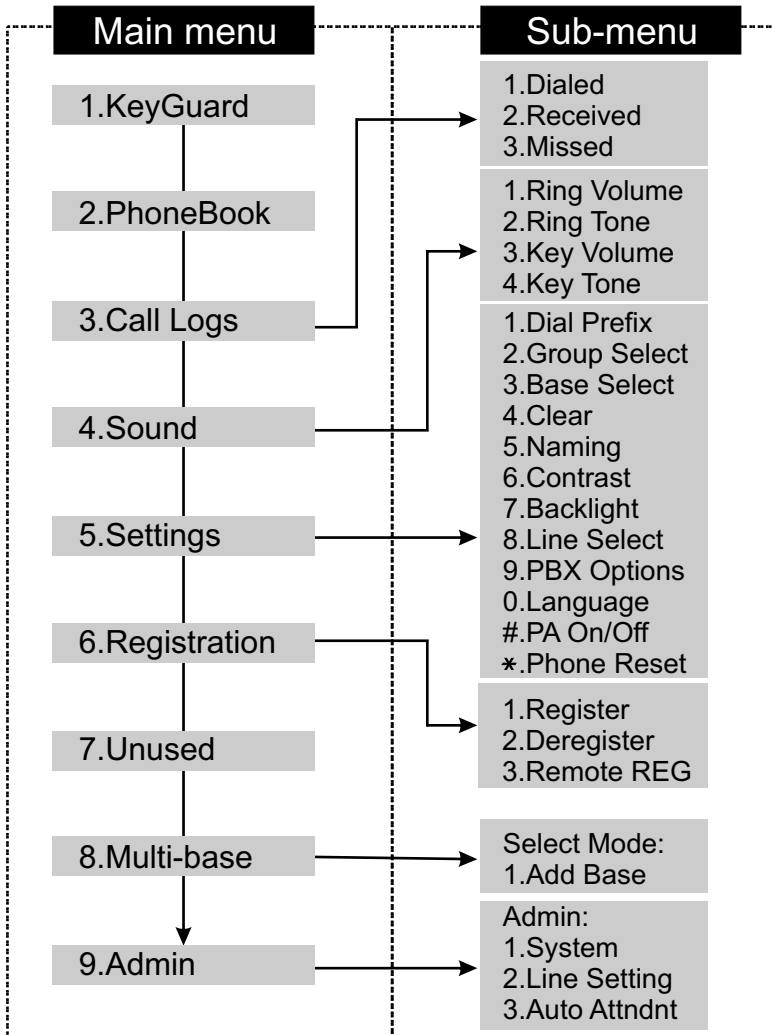 Main menu
1.KeyGuard
2.PhoneBook
3.Call Logs
4.Sound
5.Settings
6.Registration
7.Unused
8.Multi-base
9.Admin
Sub-menu
1.Dialed
2.Received
3.Missed
1.Ring Volume
2.Ring Tone
3.Key Volume
4.Key Tone
1.Dial Prefix
2.Group Select
3.Base Select
4.Clear
5.Naming
6.Contrast
7.Backlight
8.Line Select
9.PBX Options
0.Language
#.PA On/Off
*.Phone Reset
1.Register
2.Deregister
3.Remote REG
Select Mode:
1.Add Base
Admin:
1.System
2.Line Setting
3.Auto Attndnt